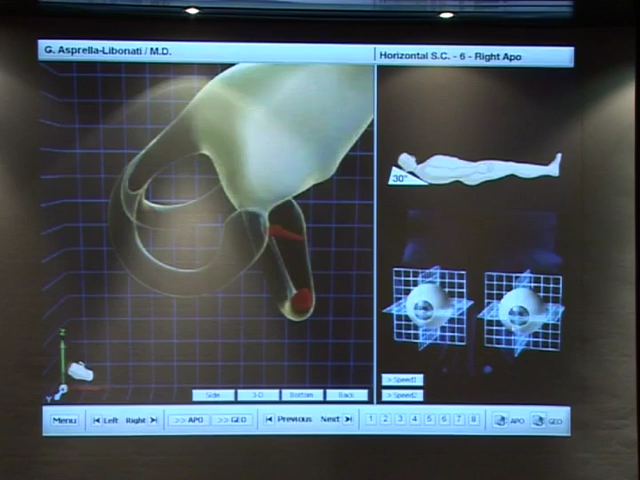 G. Asprella-Libonati / M.D.
Horizontal S.C. - 6 - Right Apo
30°
Z
Y
Side
3-D
Bottom
Back
> Speed1
> Speed2
Menu
Left Right
>> APO
>> GEO
Previous Next
1 2 3 4 5 6 7 8
APO
GEO